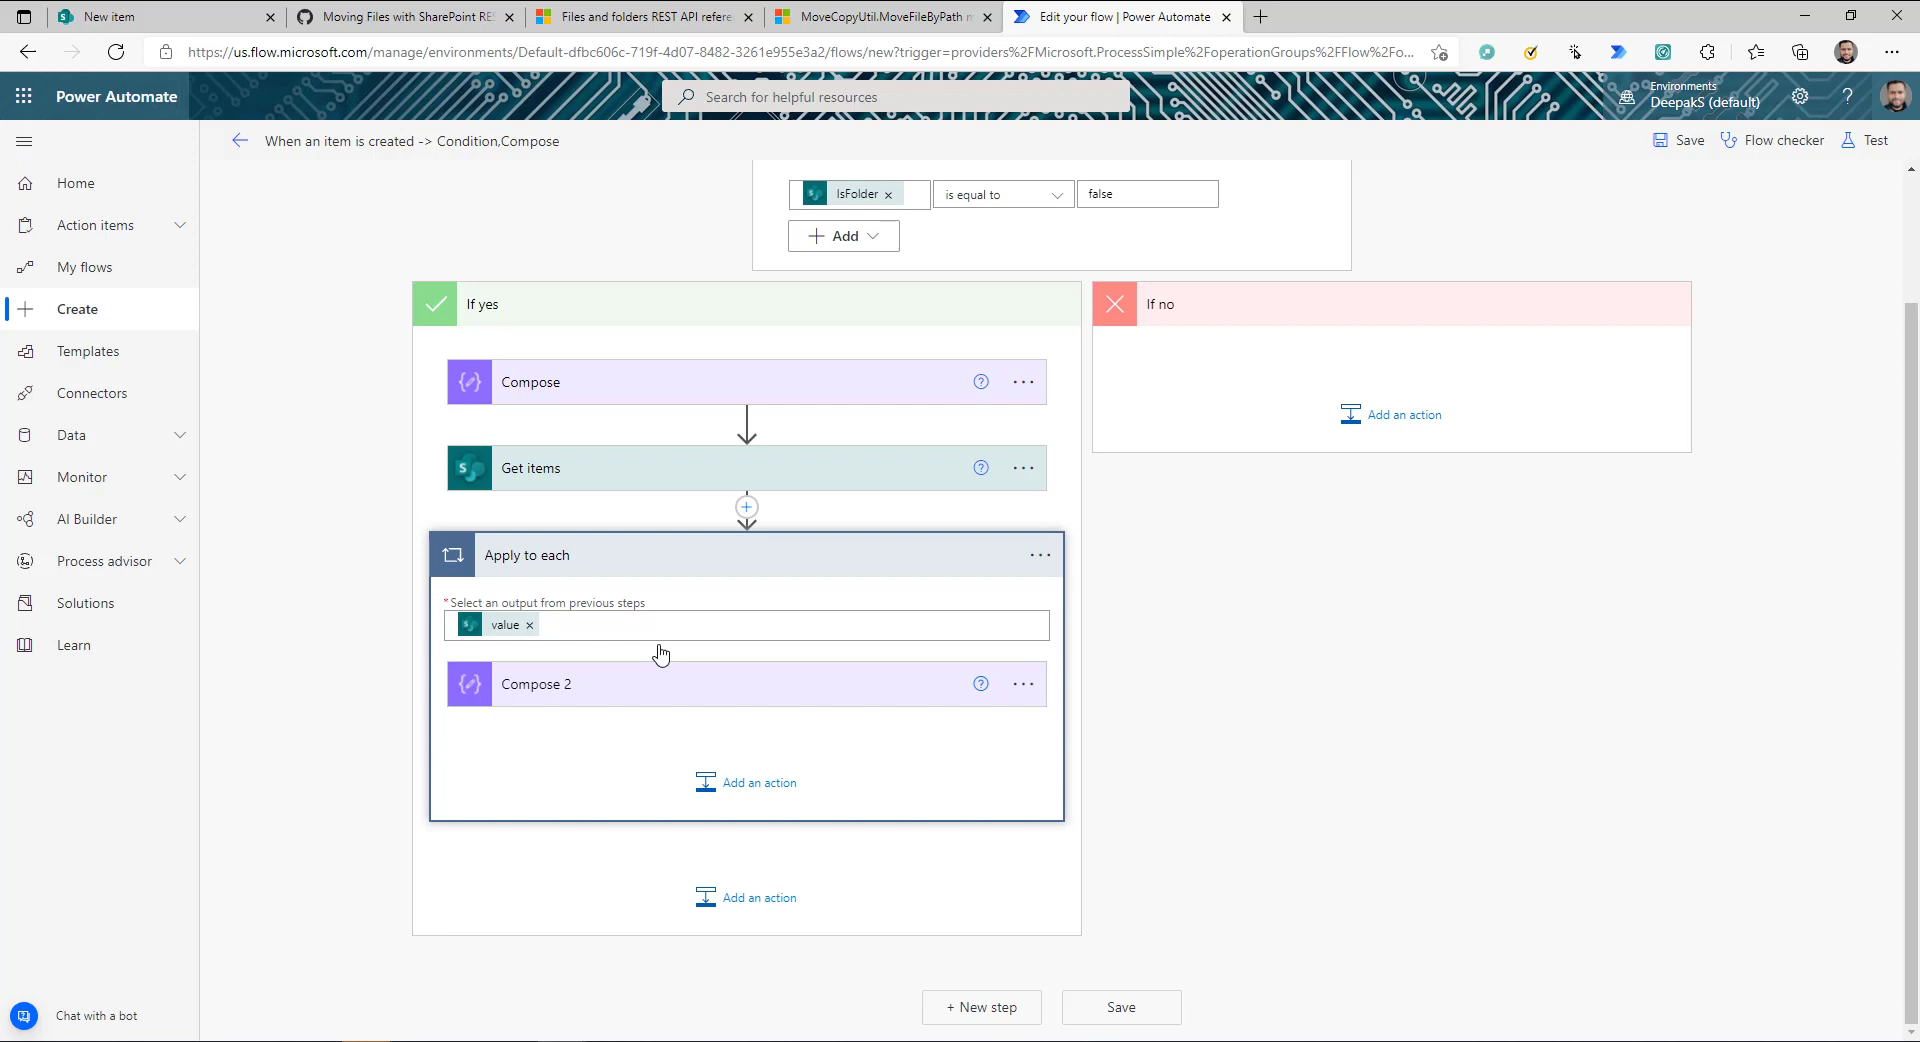 New item
Moving Files with SharePoint RES
Files and folders REST API refere
MoveCopyUtil.MoveFileByPath m
Edit your flow | Power Automate
https://us.flow.microsoft.com/manage/environments/Default-dfbc606c-719f-4d07-8482-3261e955e3a2/flows/new?trigger=providers%2FMicrosoft.ProcessSimple%2FoperationGroups%2FFlow%2Fo...
Power Automate
Search for helpful resources
Environments
DeepakS (default)
When an item is created -> Condition,Compose
Save
Flow checker
Test
Home
Action items
My flows
Create
Templates
Connectors
Data
Monitor
AI Builder
Process advisor
Solutions
Learn
Chat with a bot
IsFolder
is equal to
false
Add
If yes
Compose
Get items
Apply to each
* Select an output from previous steps
value
Compose 2
Add an action
Add an action
If no
Add an action
+ New step
Save